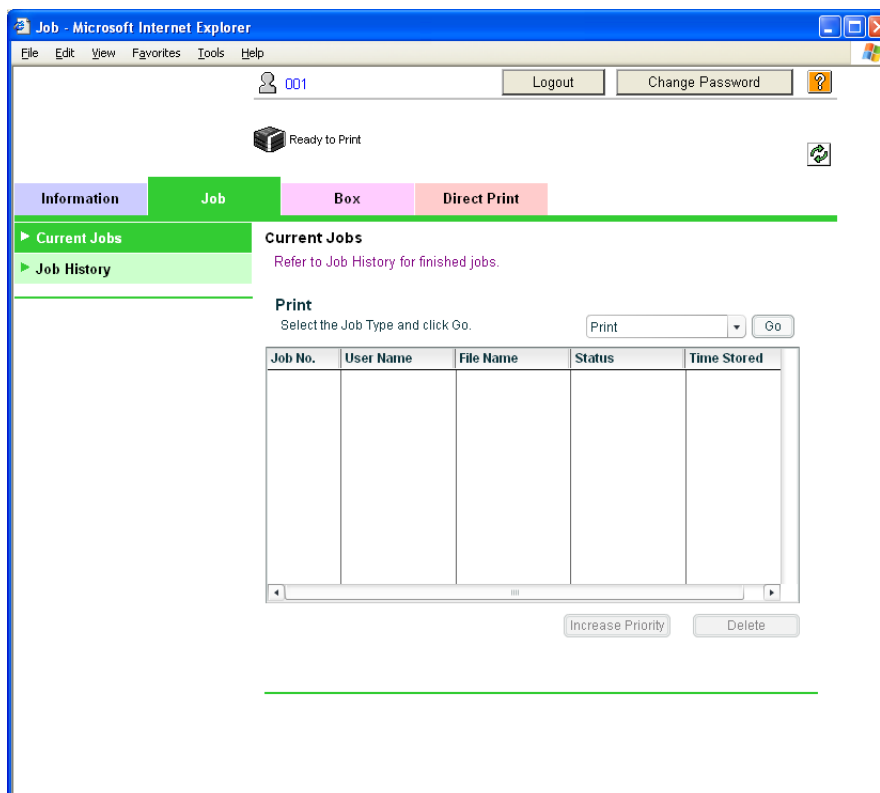 Job - Microsoft Internet Explorer
File Edit View Favorites Tools Help
001 Logout Change Password ?
Ready to Print
Information Job Box Direct Print
Current Jobs
Job History
Current Jobs
Refer to Job History for finished jobs.
Print
Select the Job Type and click Go. Print Go
Job No. User Name File Name Status Time Stored
Increase Priority Delete